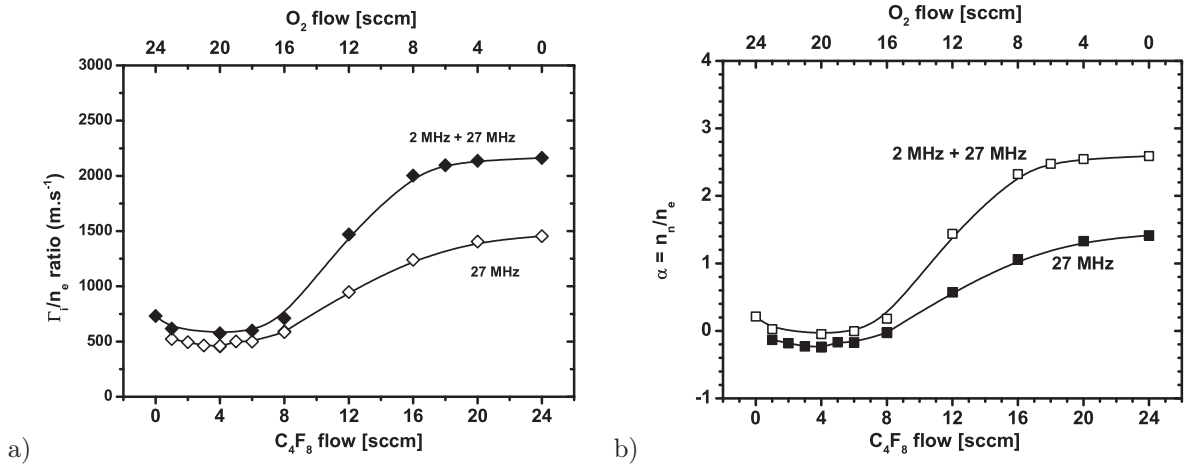 O2 flow [sccm]
24 20 16 12 8 4 0
3000
2500
2000
1500
1000
500
0
Γi/ne ratio (m.s-1)
2 MHz + 27 MHz
27 MHz
0 4 8 12 16 20 24
C4F8 flow [sccm]
a)
O2 flow [sccm]
24 20 16 12 8 4 0
4
3
2
1
0
-1
α = nn/ne
2 MHz + 27 MHz
27 MHz
0 4 8 12 16 20 24
C4F8 flow [sccm]
b)